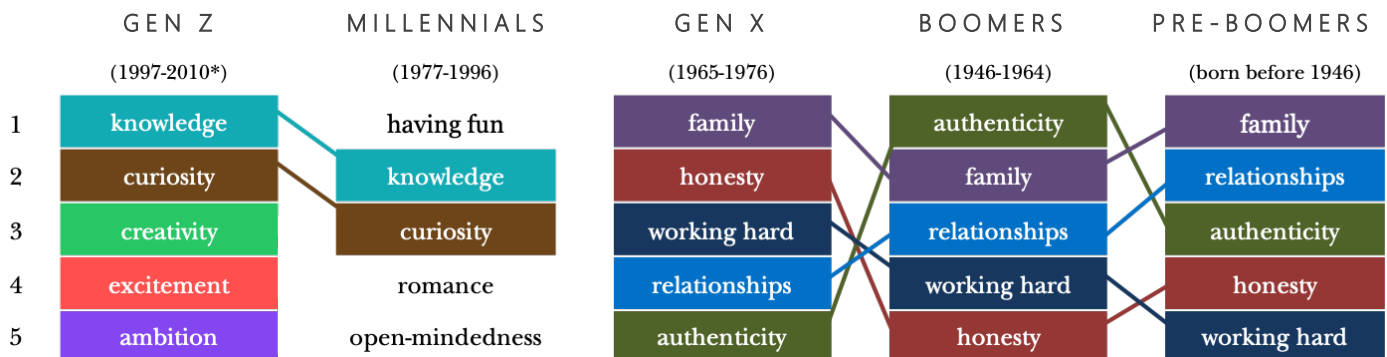 GEN Z MILLENNIALS GEN X BOOMERS PRE-BOOMERS
(1997-2010*) (1977-1996) (1965-1976) (1946-1964) (born before 1946)
1 knowledge having fun family authenticity family
2 curiosity knowledge honesty family relationships
3 creativity curiosity working hard relationships authenticity
4 excitement romance relationships working hard honesty
5 ambition open-mindedness authenticity honesty working hard